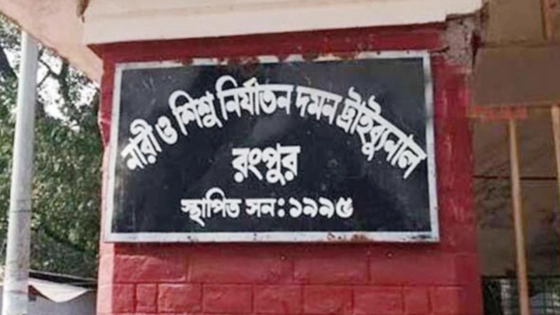 নারী ও শিশু নির্যাতন দমন ট্রাইব্যুনাল
রংপুর
স্থাপিত সন: ১৯৯৫